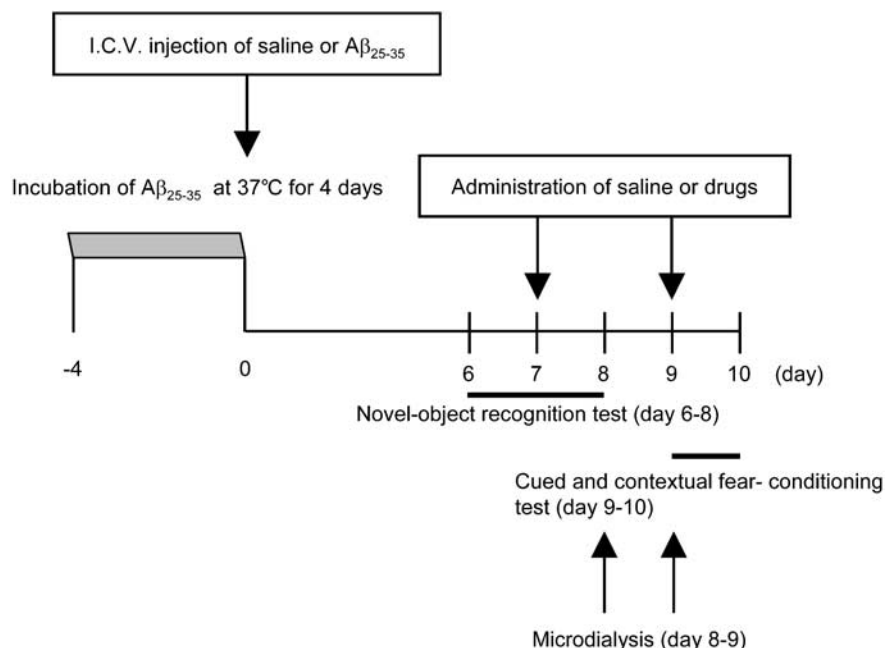 I.C.V. injection of saline or Aβ25-35
Incubation of Aβ25-35 at 37°C for 4 days
Administration of saline or drugs
-4 0 6 7 8 9 10 (day)
Novel-object recognition test (day 6-8)
Cued and contextual fear- conditioning
test (day 9-10)
Microdialysis (day 8-9)